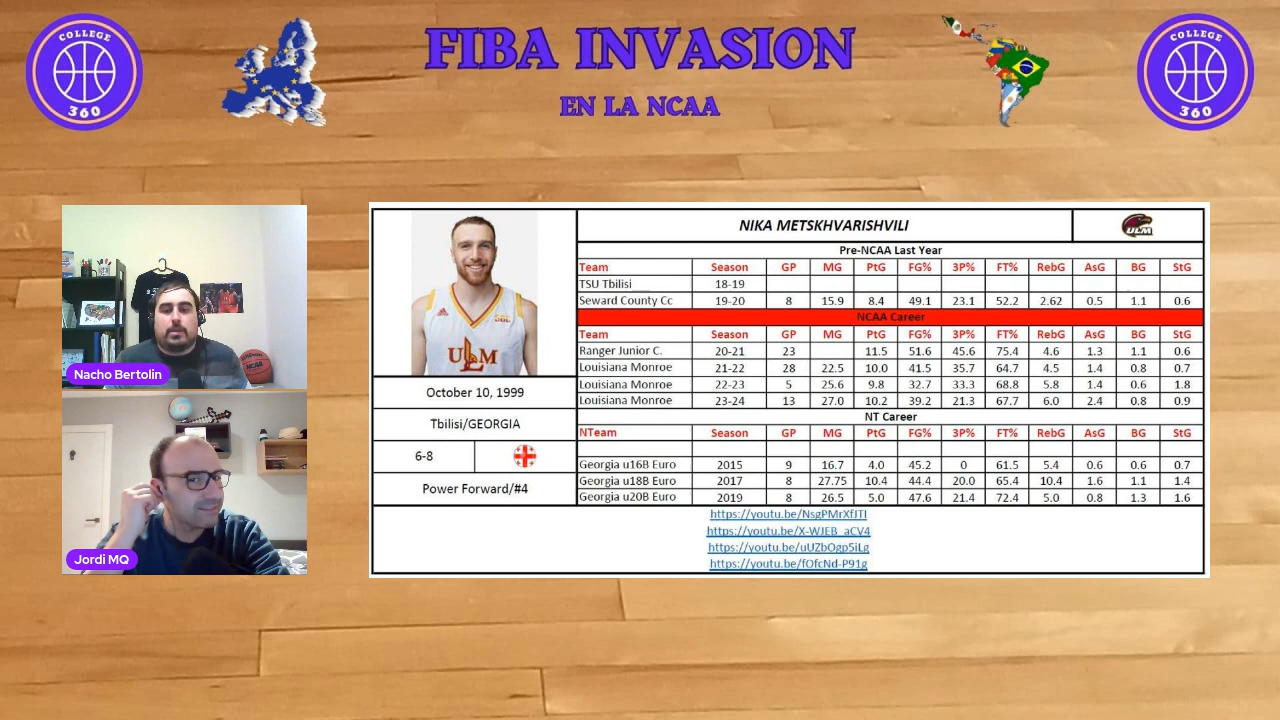 COLLEGE
360
FIBA INVASION
EN LA NCAA
COLLEGE
360
Nacho Bertolin
Jordi MQ
NIKA METSKHVARISHVILI
ULM
Pre-NCAA Last Year
Team Season GP MG PtG FG% 3P% FT% RebG AsG BG StG
TSU Tbilisi 18-19
Seward County Cc 19-20 8 15.9 8.4 49.1 23.1 52.2 2.62 0.5 1.1 0.6
NCAA Career
Team Season GP MG PtG FG% 3P% FT% RebG AsG BG StG
Ranger Junior C. 20-21 23 11.5 51.6 45.6 75.4 4.6 1.3 1.1 0.6
Louisiana Monroe 21-22 28 22.5 10.0 41.5 35.7 64.7 4.5 1.4 0.8 0.7
Louisiana Monroe 22-23 5 25.6 9.8 32.7 33.3 68.8 5.8 1.4 0.6 1.8
Louisiana Monroe 23-24 13 27.0 10.2 39.2 21.3 67.7 6.0 2.4 0.8 0.9
NT Career
NTeam Season GP MG PtG FG% 3P% FT% RebG AsG BG StG
Georgia u16B Euro 2015 9 16.7 4.0 45.2 0 61.5 5.4 0.6 0.6 0.7
Georgia u18B Euro 2017 8 27.75 10.4 44.4 20.0 65.4 10.4 1.6 1.1 1.4
Georgia u20B Euro 2019 8 26.5 5.0 47.6 21.4 72.4 5.0 0.8 1.3 1.6
ULM
October 10, 1999
Tbilisi/GEORGIA
6-8
Power Forward/#4
https://youtu.be/NsgPMrXfJTI
https://youtu.be/X-WJEB_aCV4
https://youtu.be/uUZbOgp5iLg
https://youtu.be/fOfcNd-P91g